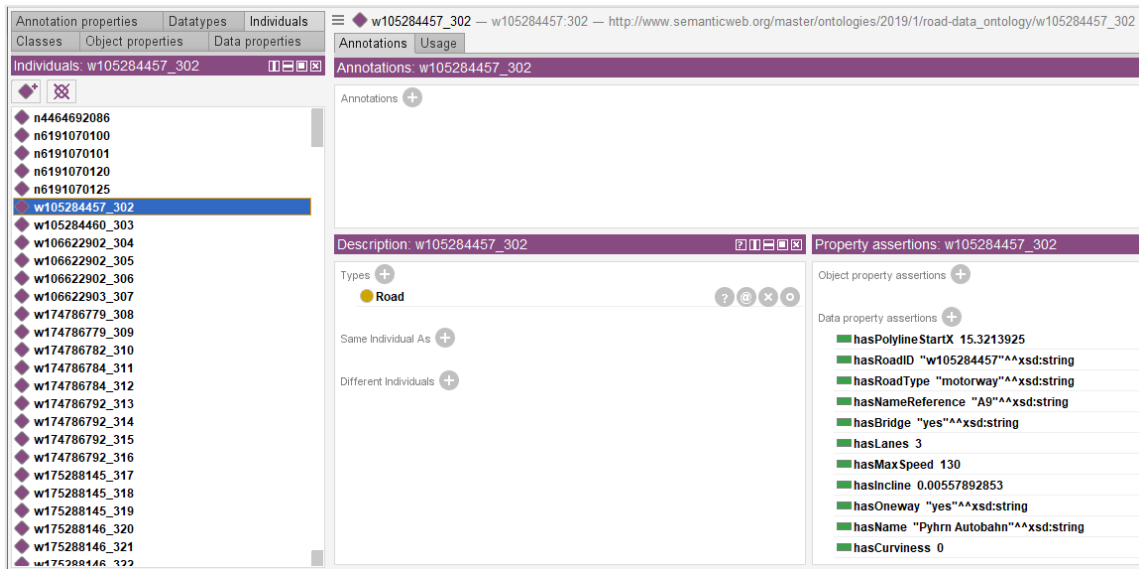 Annotation properties Datatypes Individuals
Classes Object properties Data properties
Individuals: w105284457_302
n4464692086
n6191070100
n6191070101
n6191070120
n6191070125
w105284457_302
w105284460_303
w106622902_304
w106622902_305
w106622902_306
w106622903_307
w174786779_308
w174786779_309
w174786782_310
w174786784_311
w174786784_312
w174786792_313
w174786792_314
w174786792_315
w174786792_316
w175288145_317
w175288145_318
w175288145_319
w175288146_320
w175288146_321
w175288146_322
w105284457_302 — w105284457:302 — http://www.semanticweb.org/master/ontologies/2019/1/road-data_ontology/w105284457_302
Annotations Usage
Annotations: w105284457_302
Annotations
Description: w105284457_302
Types
Road
Same Individual As
Different Individuals
Property assertions: w105284457_302
Object property assertions
Data property assertions
hasPolylineStartX 15.3213925
hasRoadID "w105284457"^^xsd:string
hasRoadType "motorway"^^xsd:string
hasNameReference "A9"^^xsd:string
hasBridge "yes"^^xsd:string
hasLanes 3
hasMaxSpeed 130
hasIncline 0.00557892853
hasOneway "yes"^^xsd:string
hasName "Pyhrn Autobahn"^^xsd:string
hasCurviness 0